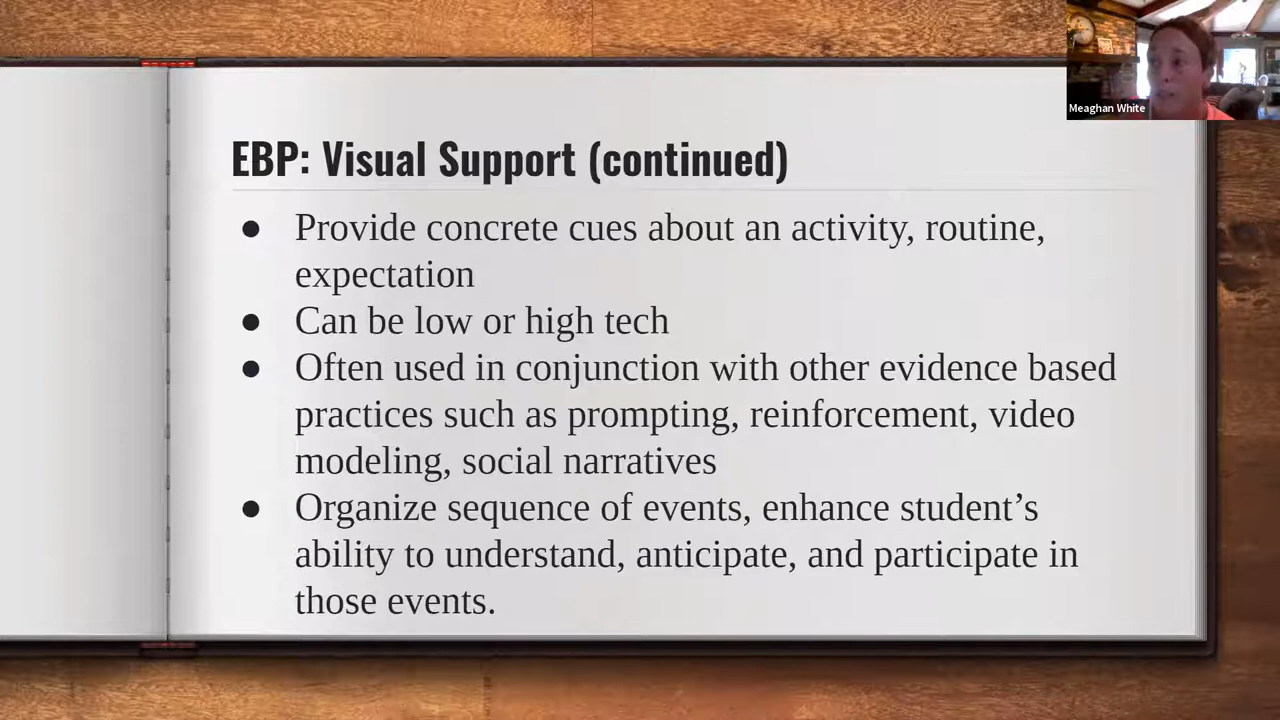 Meaghan White
EBP: Visual Support (continued)
● Provide concrete cues about an activity, routine,
expectation
● Can be low or high tech
● Often used in conjunction with other evidence based
practices such as prompting, reinforcement, video
modeling, social narratives
● Organize sequence of events, enhance student’s
ability to understand, anticipate, and participate in
those events.